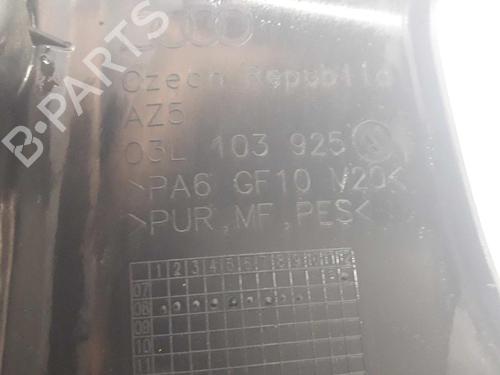 Czech Republic
AZ5
03L 103 925
>PA6 GF10 M20<
>PUR,MF,PES<
1 2 3 4 5 6 7 8 9 10 11 12
07
08
09
10
11
B-PARTS